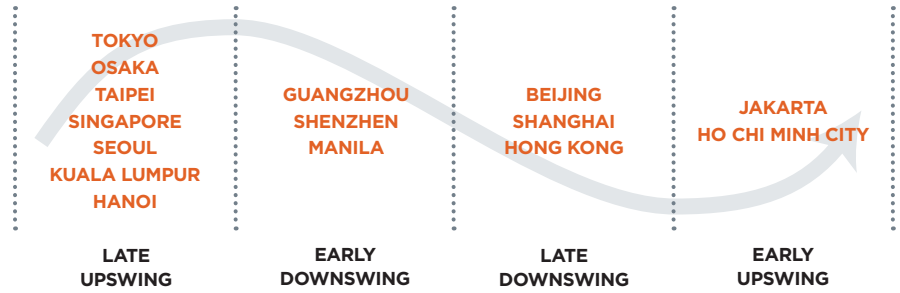 TOKYO
OSAKA
TAIPEI
SINGAPORE
SEOUL
KUALA LUMPUR
HANOI
LATE
UPSWING
GUANGZHOU
SHENZHEN
MANILA
EARLY
DOWNSWING
BEIJING
SHANGHAI
HONG KONG
LATE
DOWNSWING
JAKARTA
HO CHI MINH CITY
EARLY
UPSWING